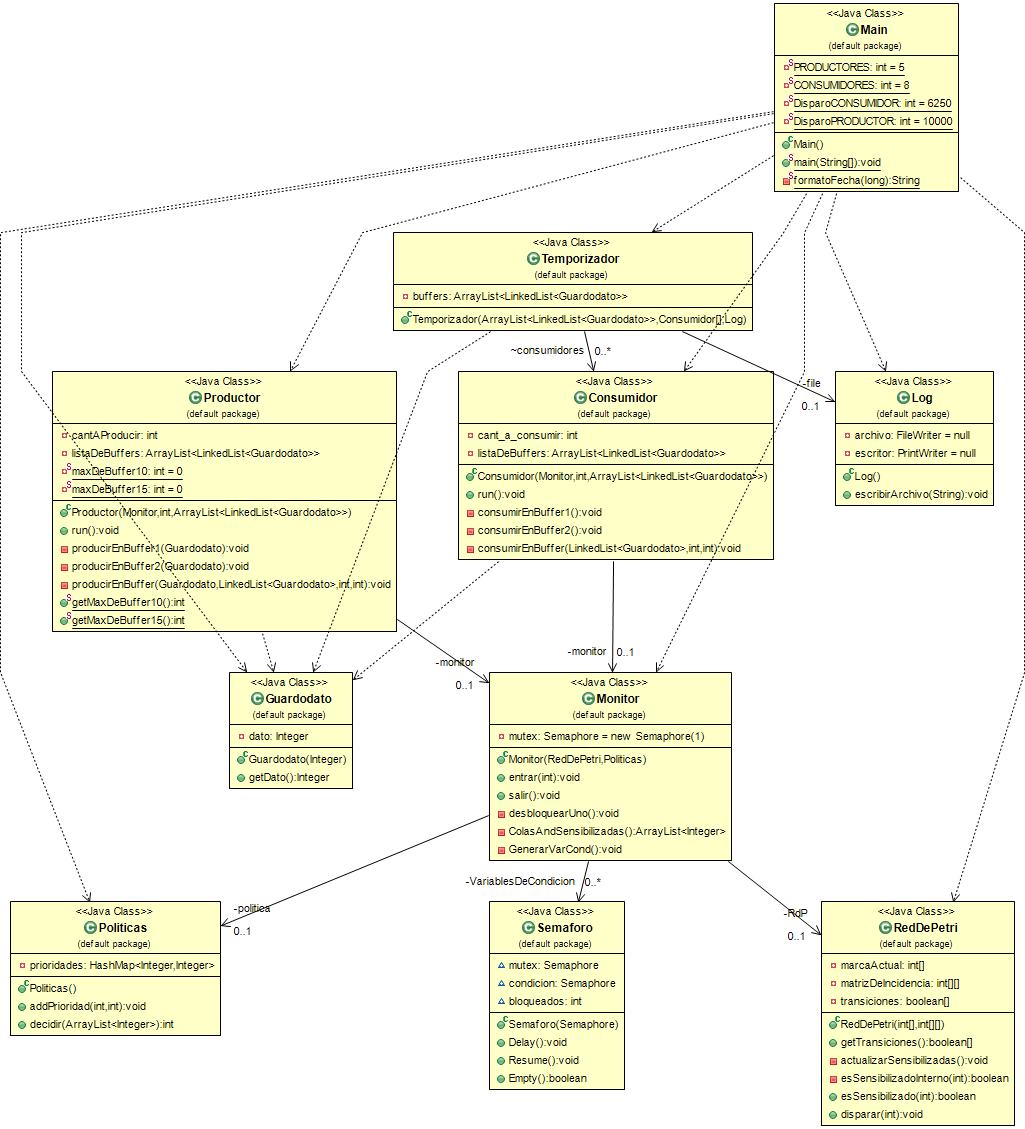 <<Java Class>>
Main
(default package)
PRODUCTORES: int = 5
CONSUMIDORES: int = 8
DisparoCONSUMIDOR: int = 6250
DisparoPRODUCTOR: int = 10000
Main()
main(String[]):void
formatoFecha(long):String
<<Java Class>>
Temporizador
(default package)
buffers: ArrayList<LinkedList<Guardodato>>
Temporizador(ArrayList<LinkedList<Guardodato>>,Consumidor[],Log)
~consumidores 0..*
-file
0..1
<<Java Class>>
Productor
(default package)
cantAProducir: int
listaDeBuffers: ArrayList<LinkedList<Guardodato>>
maxDeBuffer10: int = 0
maxDeBuffer15: int = 0
Productor(Monitor,int,ArrayList<LinkedList<Guardodato>>)
run():void
producirEnBuffer1(Guardodato):void
producirEnBuffer2(Guardodato):void
producirEnBuffer(Guardodato,LinkedList<Guardodato>,int,int):void
getMaxDeBuffer10():int
getMaxDeBuffer15():int
<<Java Class>>
Consumidor
(default package)
cant_a_consumir: int
listaDeBuffers: ArrayList<LinkedList<Guardodato>>
Consumidor(Monitor,int,ArrayList<LinkedList<Guardodato>>)
run():void
consumirEnBuffer1():void
consumirEnBuffer2():void
consumirEnBuffer(LinkedList<Guardodato>,int,int):void
<<Java Class>>
Log
(default package)
archivo: FileWriter = null
escritor: PrintWriter = null
Log()
escribirArchivo(String):void
-monitor
0..1
-monitor 0..1
<<Java Class>>
Guardodato
(default package)
dato: Integer
Guardodato(Integer)
getDato():Integer
<<Java Class>>
Monitor
(default package)
mutex: Semaphore = new Semaphore(1)
Monitor(RedDePetri,Politicas)
entrar(int):void
salir():void
desbloquearUno():void
ColasAndSensibilizadas():ArrayList<Integer>
GenerarVarCond():void
-politica
0..1
-VariablesDeCondicion 0..*
-RdP
0..1
<<Java Class>>
Politicas
(default package)
prioridades: HashMap<Integer,Integer>
Politicas()
addPrioridad(int,int):void
decidir(ArrayList<Integer>):int
<<Java Class>>
Semaforo
(default package)
mutex: Semaphore
condicion: Semaphore
bloqueados: int
Semaforo(Semaphore)
Delay():void
Resume():void
Empty():boolean
<<Java Class>>
RedDePetri
(default package)
marcaActual: int[]
matrizDeIncidencia: int[][]
transiciones: boolean[]
RedDePetri(int[],int[][])
getTransiciones():boolean[]
actualizarSensibilizadas():void
esSensibilizadoInterno(int):boolean
esSensibilizado(int):boolean
disparar(int):void